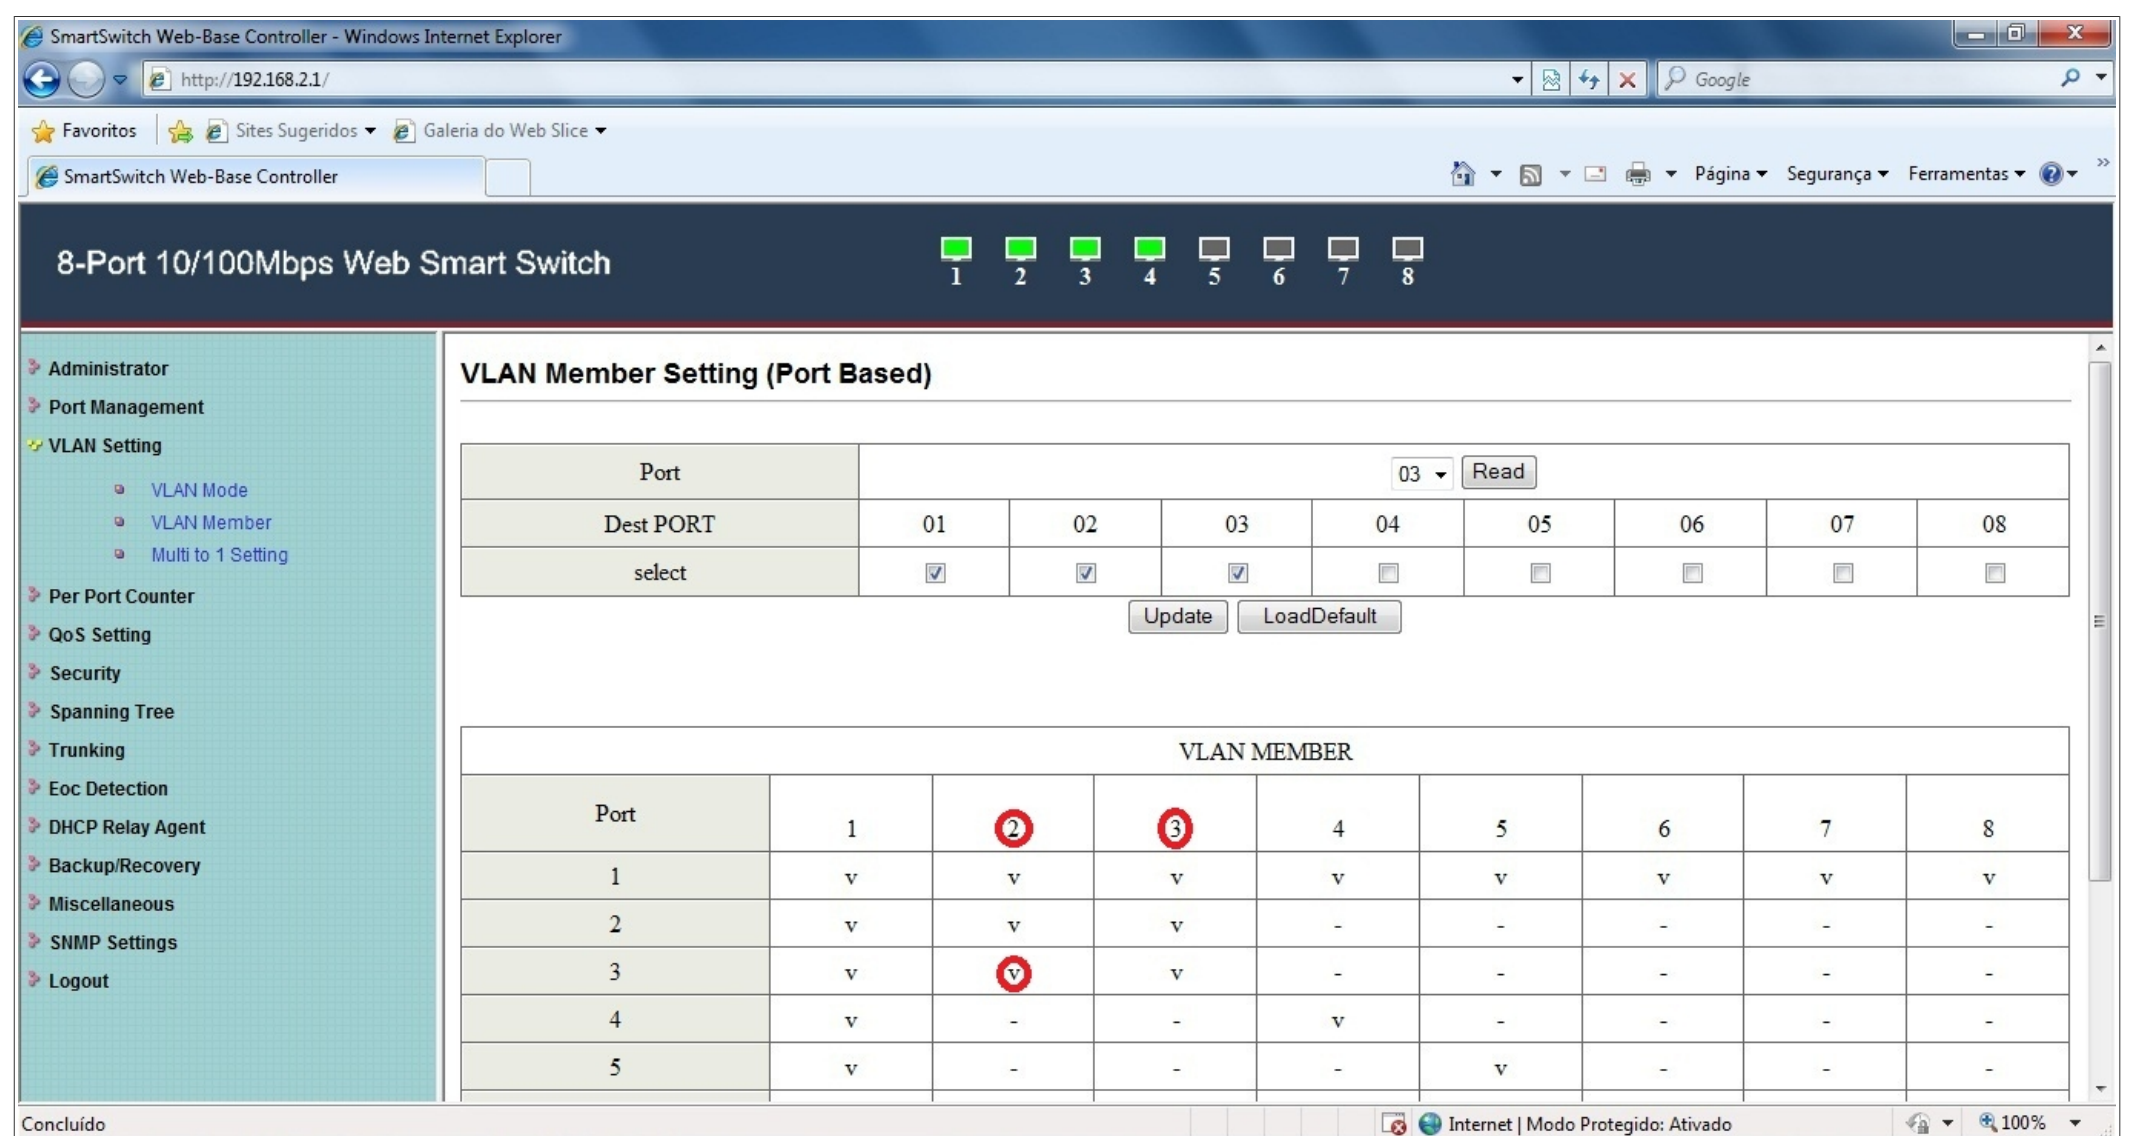 SmartSwitch Web-Base Controller - Windows Internet Explorer
http://192.168.2.1/
Google
Favoritos Sites Sugeridos Galeria do Web Slice
SmartSwitch Web-Base Controller
Página Segurança Ferramentas »
8-Port 10/100Mbps Web Smart Switch
1 2 3 4 5 6 7 8
Administrator
Port Management
VLAN Setting
VLAN Mode
VLAN Member
Multi to 1 Setting
Per Port Counter
QoS Setting
Security
Spanning Tree
Trunking
Eoc Detection
DHCP Relay Agent
Backup/Recovery
Miscellaneous
SNMP Settings
Logout
VLAN Member Setting (Port Based)
Port 03 Read
Dest PORT 01 02 03 04 05 06 07 08
select
Update LoadDefault
VLAN MEMBER
Port 1 2 3 4 5 6 7 8
1 v v v v v v v v
2 v v v - - - - -
3 v v v - - - - -
4 v - - v - - - -
5 v - - - v - - -
Concluído Internet | Modo Protegido: Ativado 100%